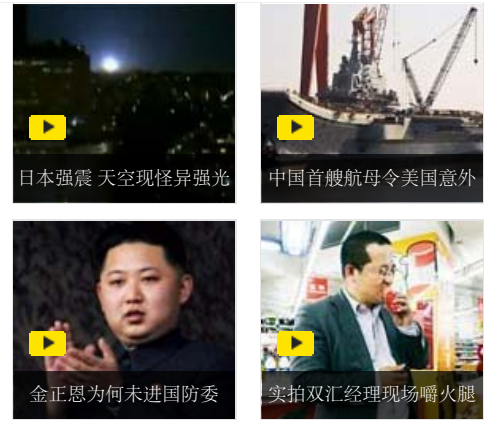 日本强震 天空现怪异强光
中国首艘航母令美国意外
金正恩为何未进国防委
实拍双汇经理现场嚼火腿